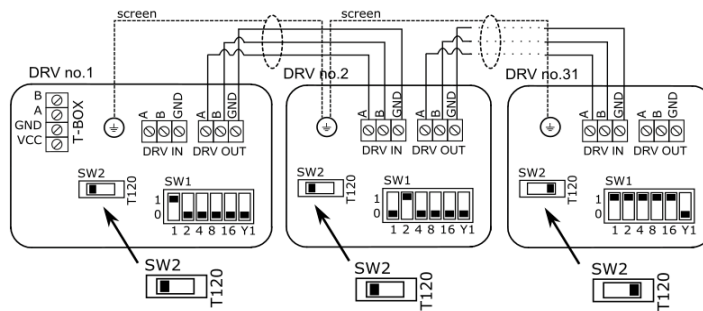 screen
screen
DRV no.1
B
A
GND
VCC
T-BOX
A
B
GND
DRV IN
A
B
GND
DRV OUT
SW2
T120
SW1
1
0
1 2 4 8 16 Y1
SW2
T120
DRV no.2
A
B
GND
DRV IN
A
B
GND
DRV OUT
SW2
T120
SW1
1
0
1 2 4 8 16 Y1
SW2
T120
DRV no.31
A
B
GND
DRV IN
A
B
GND
DRV OUT
SW2
T120
SW1
1
0
1 2 4 8 16 Y1
SW2
T120